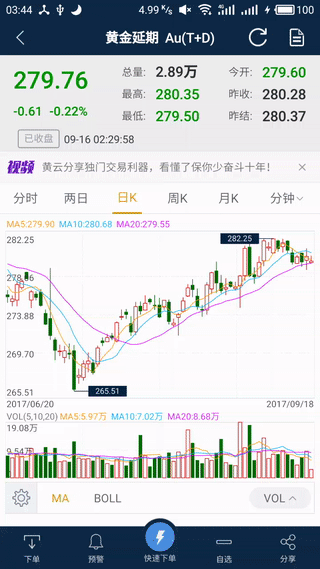 03:44 4.99 K/s 4G 100
黄金延期 Au(T+D)
279.76
-0.61 -0.22%
总量: 2.89万 今开: 279.60
最高: 280.35 昨收: 280.28
最低: 279.50 昨结: 280.37
已收盘 09-16 02:29:58
视频 黄云分享独门交易利器，看懂了保你少奋斗十年！
分时 两日 日K 周K 月K 分钟
MA5:279.90 MA10:280.68 MA20:279.55
282.25
282.25
278.06
273.88
269.70
265.51
265.51
2017/06/20 2017/09/18
VOL(5,10,20) MA5:5.97万 MA10:7.02万 MA20:8.68万
19.08万
9.54万
MA BOLL VOL
下单 预警 快速下单 自选 分享